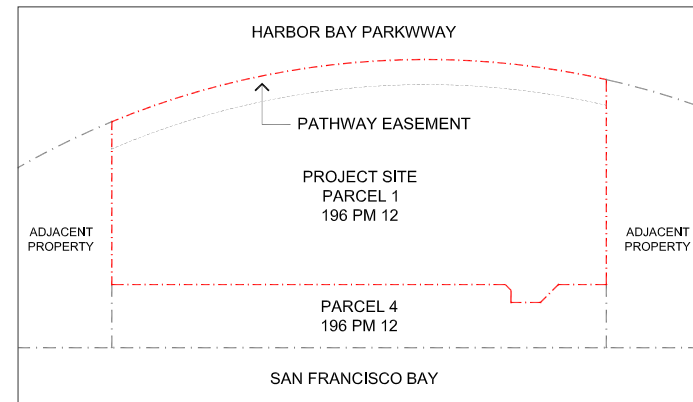 HARBOR BAY PARKWWAY
PATHWAY EASEMENT
PROJECT SITE
PARCEL 1
196 PM 12
ADJACENT
PROPERTY
ADJACENT
PROPERTY
PARCEL 4
196 PM 12
SAN FRANCISCO BAY